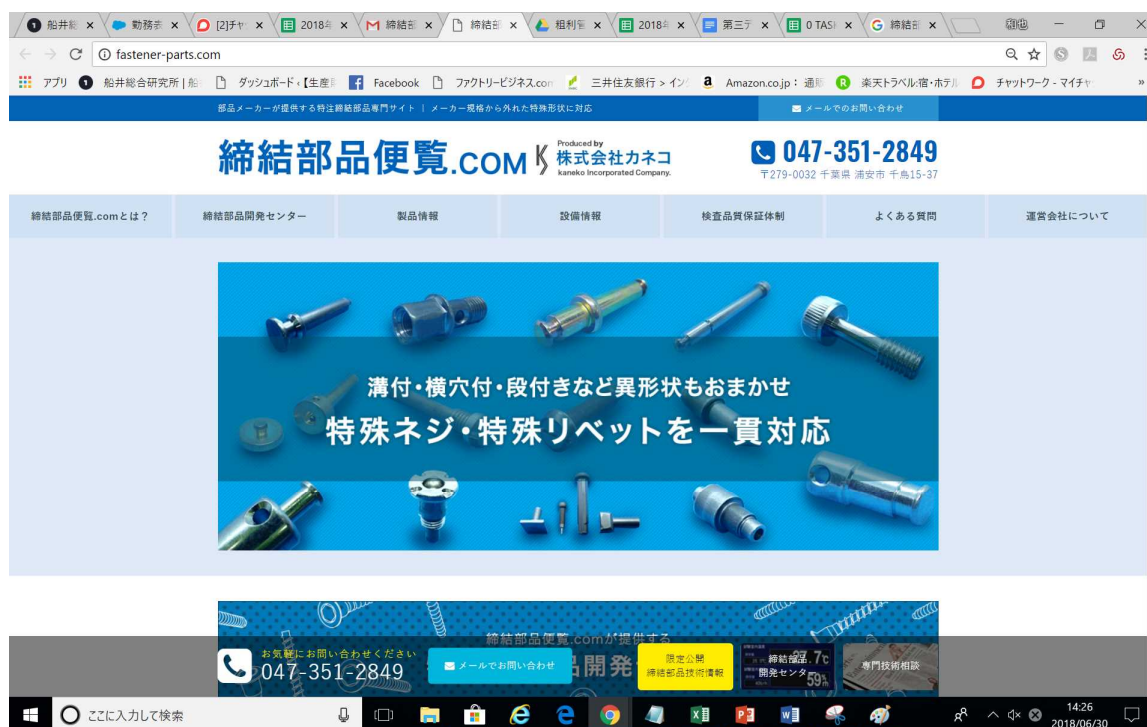 船井総
勤務表
[2]チャ
2018年
締結部
締結部
粗利管
2018年
第三テ
0 TASK
締結部
fastener-parts.com
アプリ
船井総合研究所 | 船
ダッシュボード ‹【生産
Facebook
ファクトリービジネス.con
三井住友銀行 > イン
Amazon.co.jp： 通販
楽天トラベル:宿・ホテル
チャットワーク - マイチャ
»
部品メーカーが提供する特注締結部品専門サイト | メーカー規格から外れた特殊形状に対応
メールでのお問い合わせ
締結部品便覧.COM
Produced by
株式会社カネコ
kaneko Incorporated Company.
047-351-2849
〒279-0032 千葉県 浦安市 千鳥15-37
締結部品便覧.comとは？
締結部品開発センター
製品情報
設備情報
検査品質保証体制
よくある質問
運営会社について
溝付・横穴付・段付きなど異形状もおまかせ
特殊ネジ・特殊リベットを一貫対応
締結部品便覧.comが提供する
品開発
お気軽にお問い合わせください
047-351-2849
メールでお問い合わせ
限定公開
締結部品技術情報
締結部品
開発センター
27.7℃
59%
専門技術相談
ここに入力して検索
14:26
2018/06/30